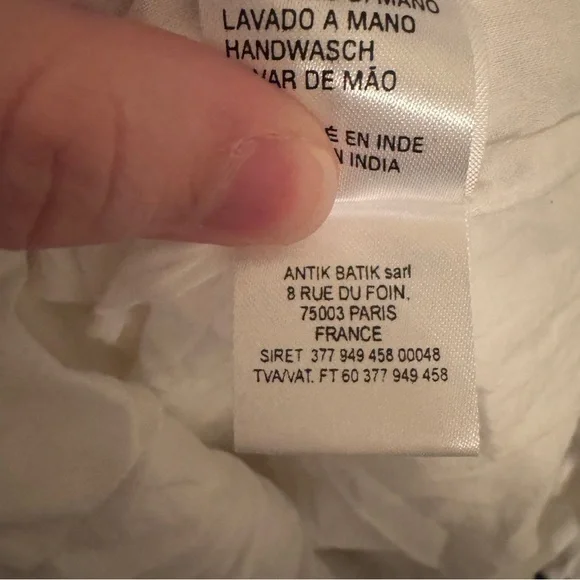 MANO
LAVADO A MANO
HANDWASCH
VAR DE MÃO
É EN INDE
N INDIA
ANTIK BATIK sarl
8 RUE DU FOIN,
75003 PARIS
FRANCE
SIRET 377 949 458 00048
TVA/VAT. FT 60 377 949 458